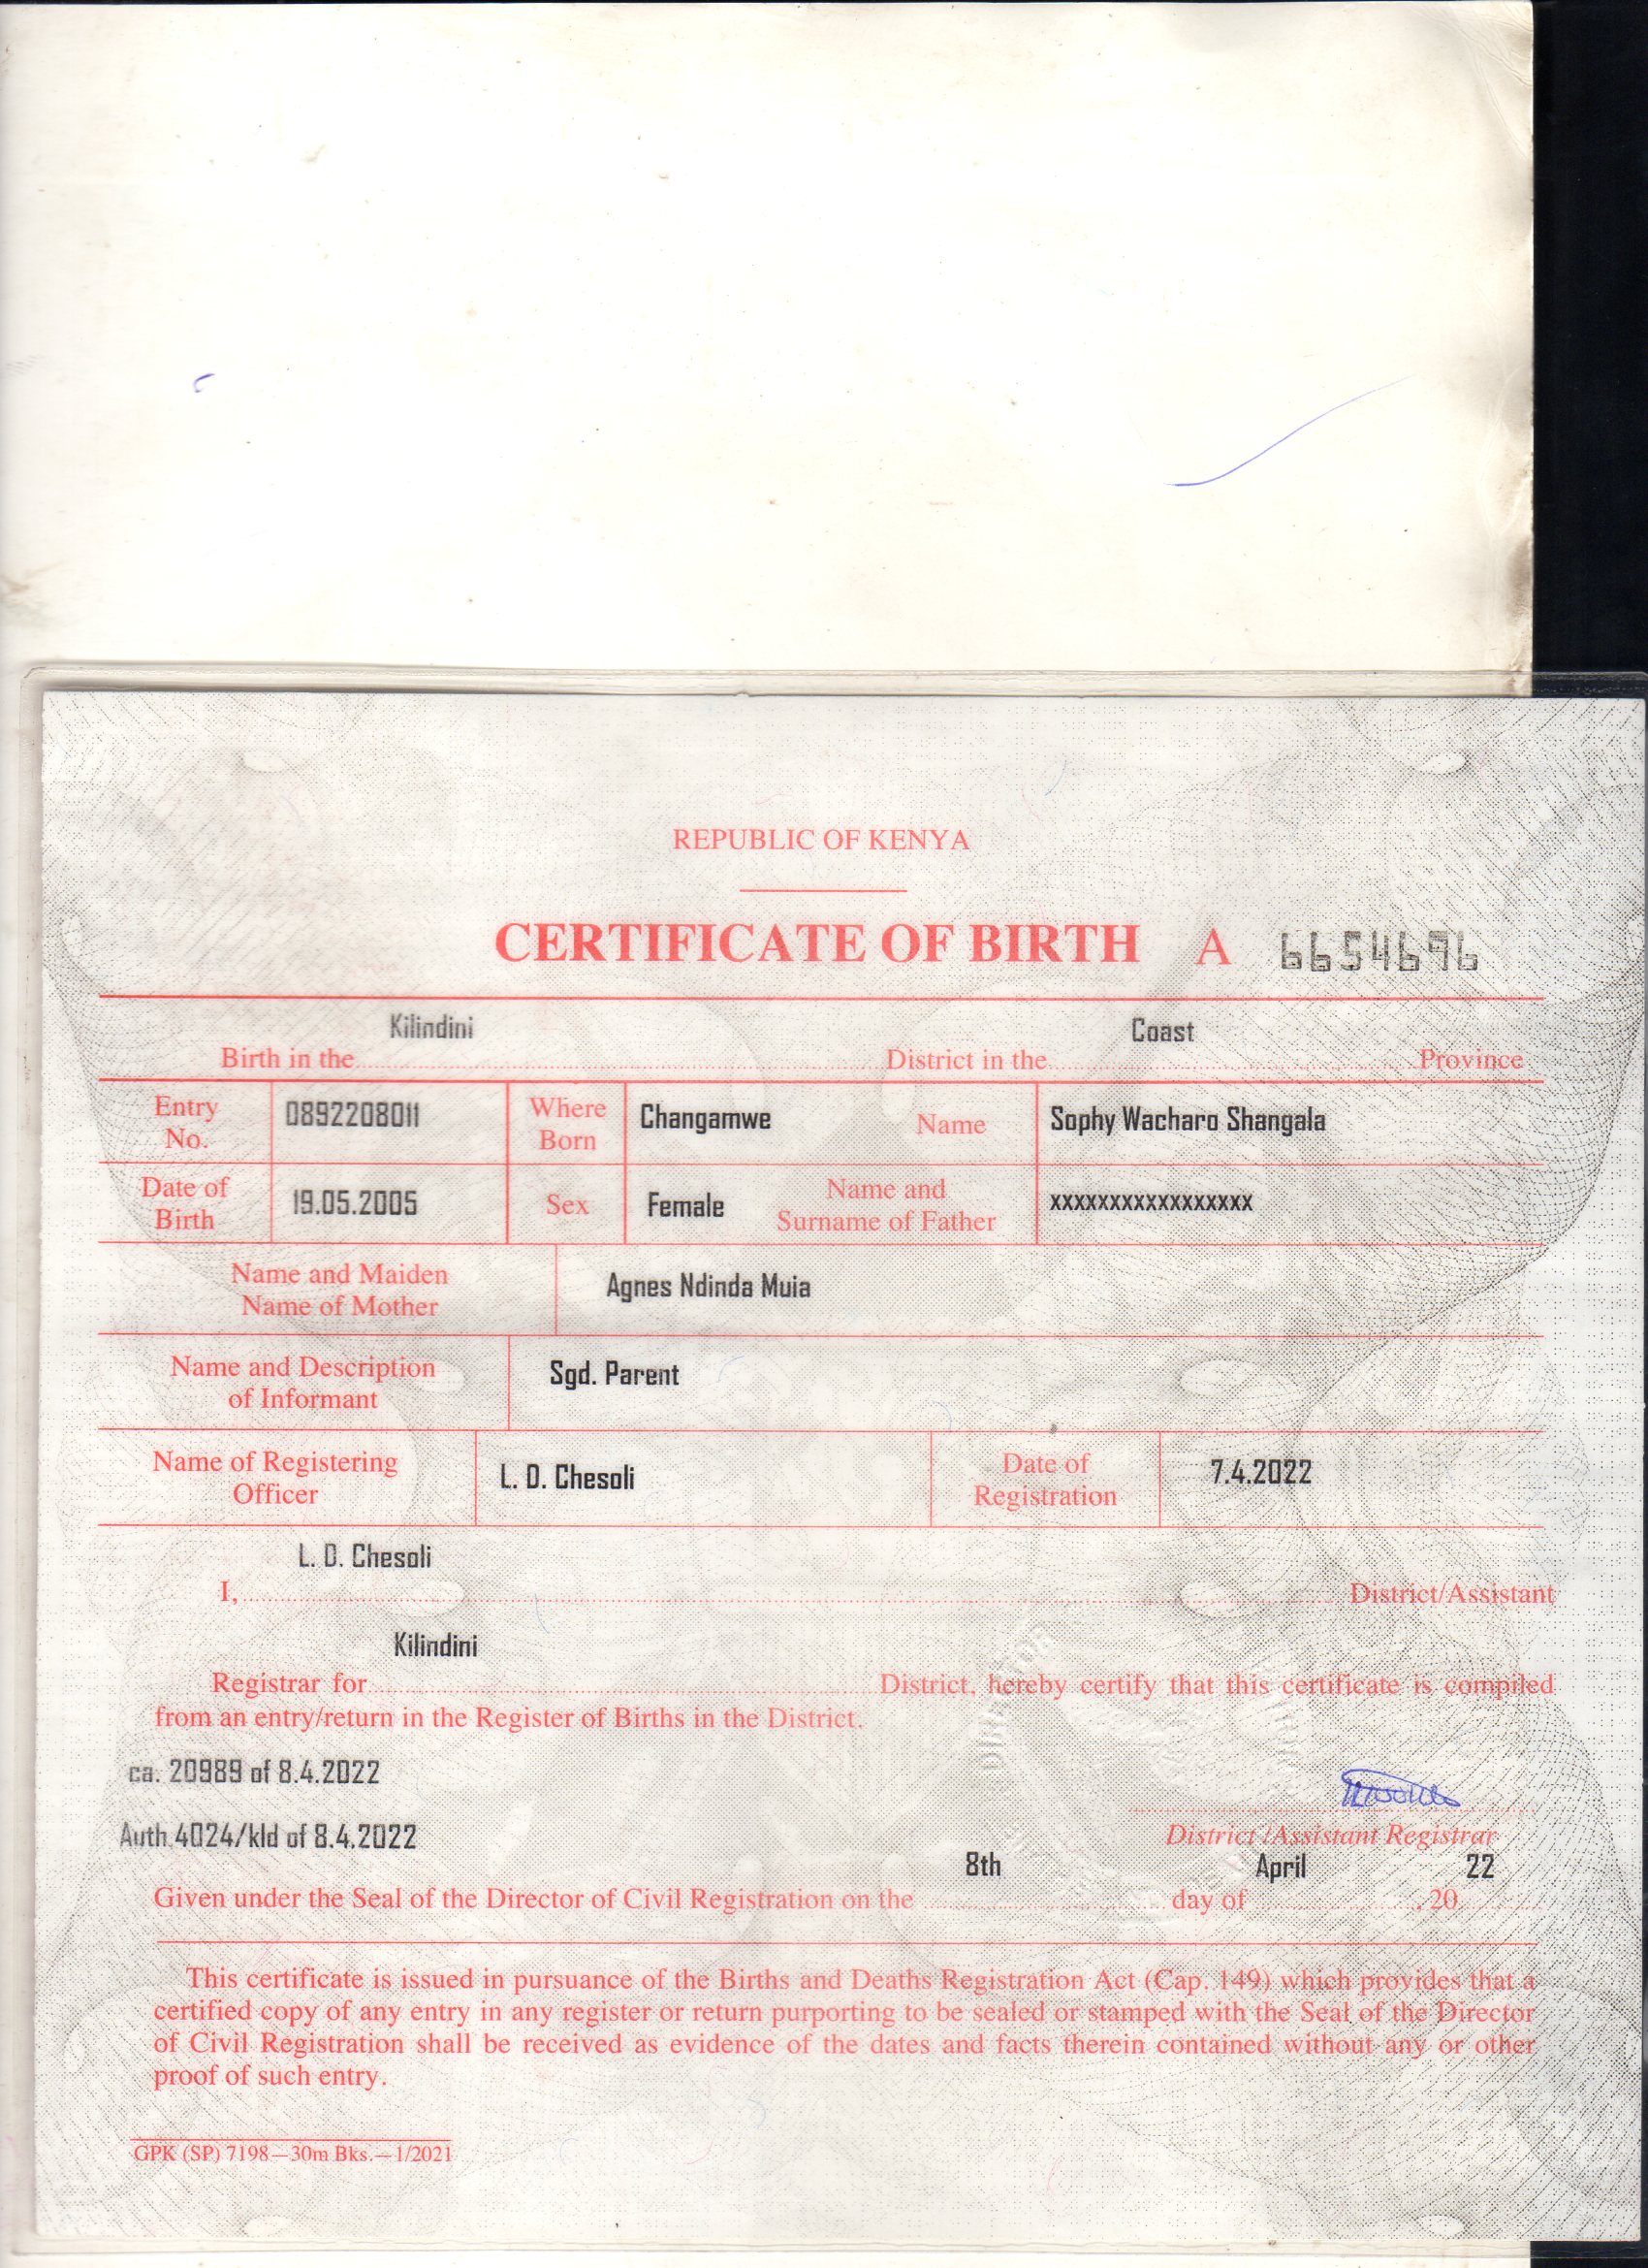 REPUBLIC OF KENYA
CERTIFICATE OF BIRTH A 6654696
Kilindini Coast
Birth in the District in the Province
Entry No. 0892208011 Where Born Changamwe Name Sophy Wacharo Shangala
Date of Birth 19.05.2005 Sex Female Name and Surname of Father xxxxxxxxxxxxxxxxx
Name and Maiden Name of Mother Agnes Ndinda Muia
Name and Description of Informant Sgd. Parent
Name of Registering Officer L. D. Chesoli Date of Registration 7.4.2022
L. D. Chesoli
I, District/Assistant
Kilindini
Registrar for District, hereby certify that this certificate is compiled
from an entry/return in the Register of Births in the District.
ca. 20989 of 8.4.2022
Auth.4024/kld of 8.4.2022
District/Assistant Registrar
8th April 22
Given under the Seal of the Director of Civil Registration on the day of , 20
This certificate is issued in pursuance of the Births and Deaths Registration Act (Cap. 149) which provides that a
certified copy of any entry in any register or return purporting to be sealed or stamped with the Seal of the Director
of Civil Registration shall be received as evidence of the dates and facts therein contained without any or other
proof of such entry.
GPK (SP) 7198—30m Bks.—1/2021